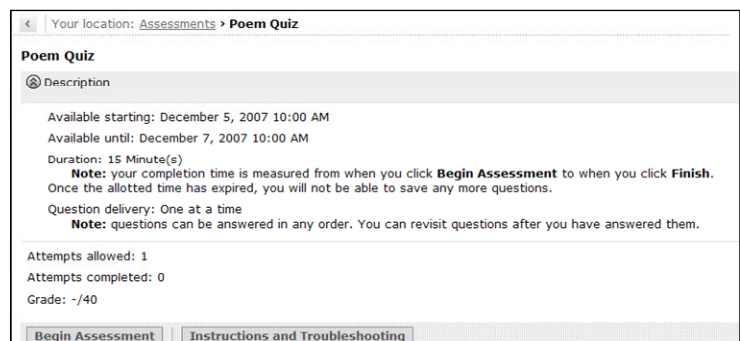 Your location: Assessments › Poem Quiz
Poem Quiz
Description
Available starting: December 5, 2007 10:00 AM
Available until: December 7, 2007 10:00 AM
Duration: 15 Minute(s)
Note: your completion time is measured from when you click Begin Assessment to when you click Finish.
Once the allotted time has expired, you will not be able to save any more questions.
Question delivery: One at a time
Note: questions can be answered in any order. You can revisit questions after you have answered them.
Attempts allowed: 1
Attempts completed: 0
Grade: -/40
Begin Assessment Instructions and Troubleshooting